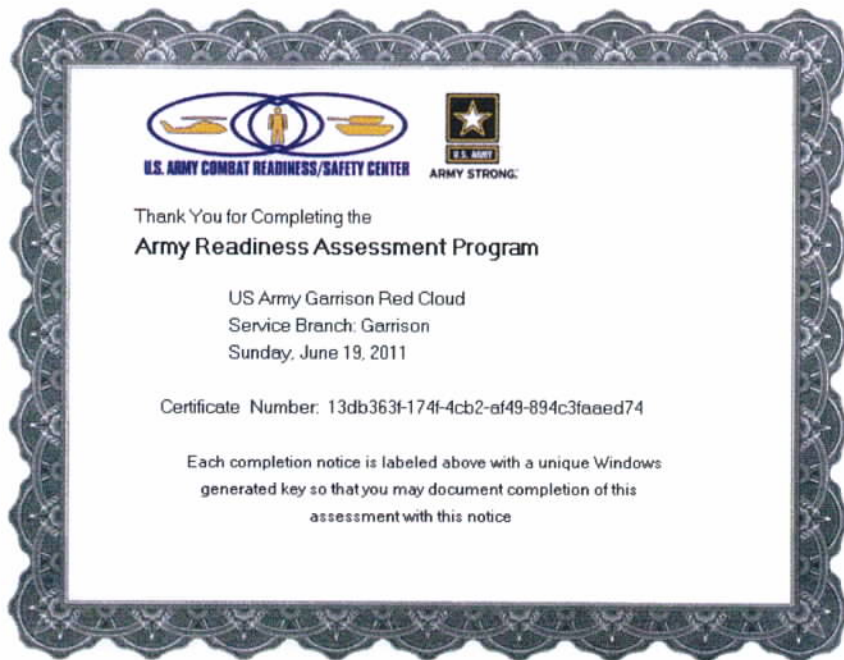 U.S. ARMY COMBAT READINESS/SAFETY CENTER
U.S. ARMY
ARMY STRONG.
Thank You for Completing the
Army Readiness Assessment Program
US Army Garrison Red Cloud
Service Branch: Garrison
Sunday, June 19, 2011
Certificate Number: 13db363f-174f-4cb2-af49-894c3faaed74
Each completion notice is labeled above with a unique Windows
generated key so that you may document completion of this
assessment with this notice